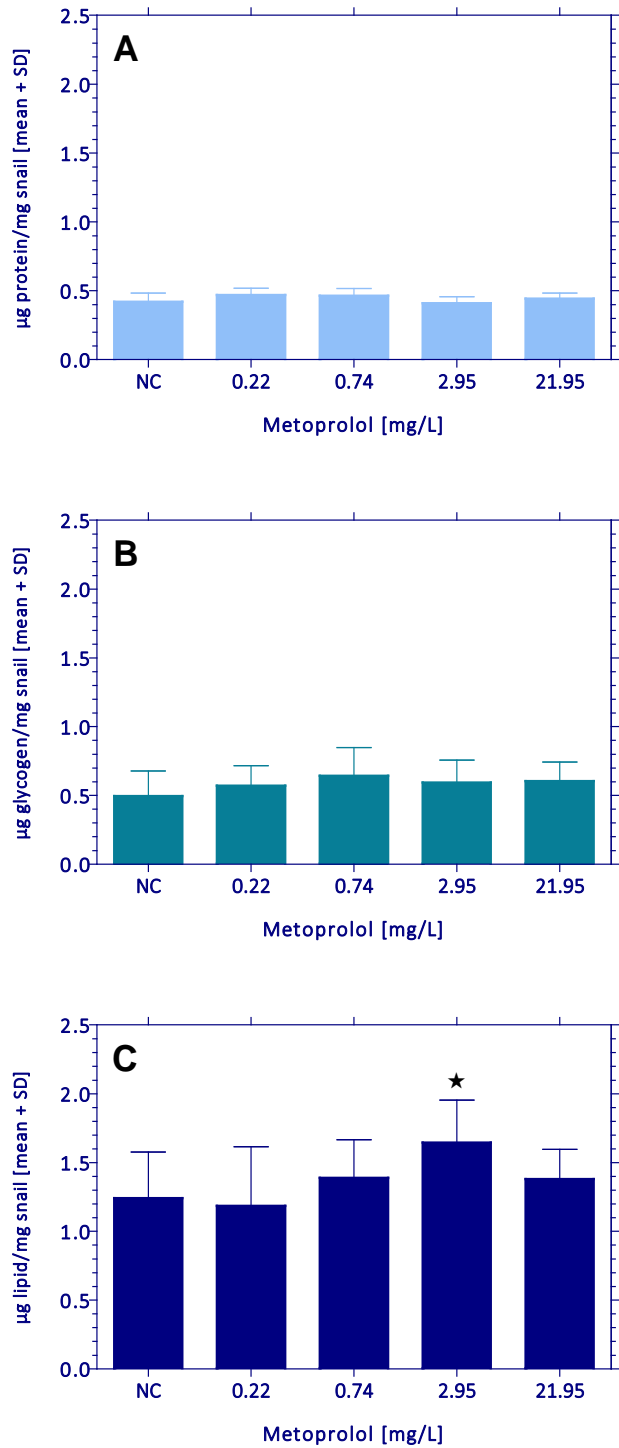 A
µg protein/mg snail [mean + SD]
2.5
2.0
1.5
1.0
0.5
0.0
NC 0.22 0.74 2.95 21.95
Metoprolol [mg/L]
B
µg glycogen/mg snail [mean + SD]
2.5
2.0
1.5
1.0
0.5
0.0
NC 0.22 0.74 2.95 21.95
Metoprolol [mg/L]
C
µg lipid/mg snail [mean + SD]
2.5
2.0
1.5
1.0
0.5
0.0
★
NC 0.22 0.74 2.95 21.95
Metoprolol [mg/L]